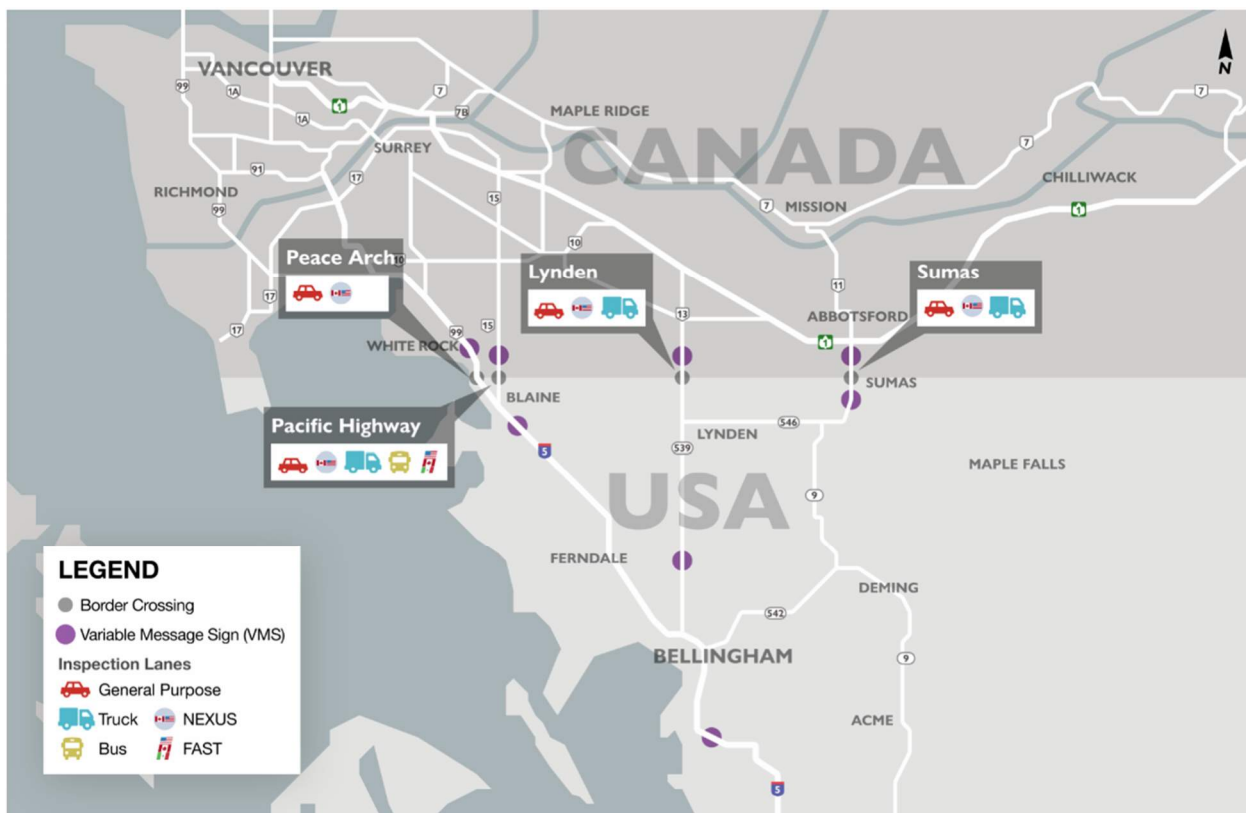 N
VANCOUVER
99
1A
1
7
7B
1A
MAPLE RIDGE
7
CANADA
SURREY
7
91
17
CHILLIWACK
RICHMOND
15
1
99
7
MISSION
10
Peace Arch
10
Lynden
Sumas
11
17
13
ABBOTSFORD
17
15
99
1
WHITE ROCK
SUMAS
BLAINE
Pacific Highway
546
LYNDEN
5
539
MAPLE FALLS
9
USA
FERNDALE
DEMING
542
BELLINGHAM
9
ACME
5
LEGEND
Border Crossing
Variable Message Sign (VMS)
Inspection Lanes
General Purpose
Truck NEXUS
Bus FAST